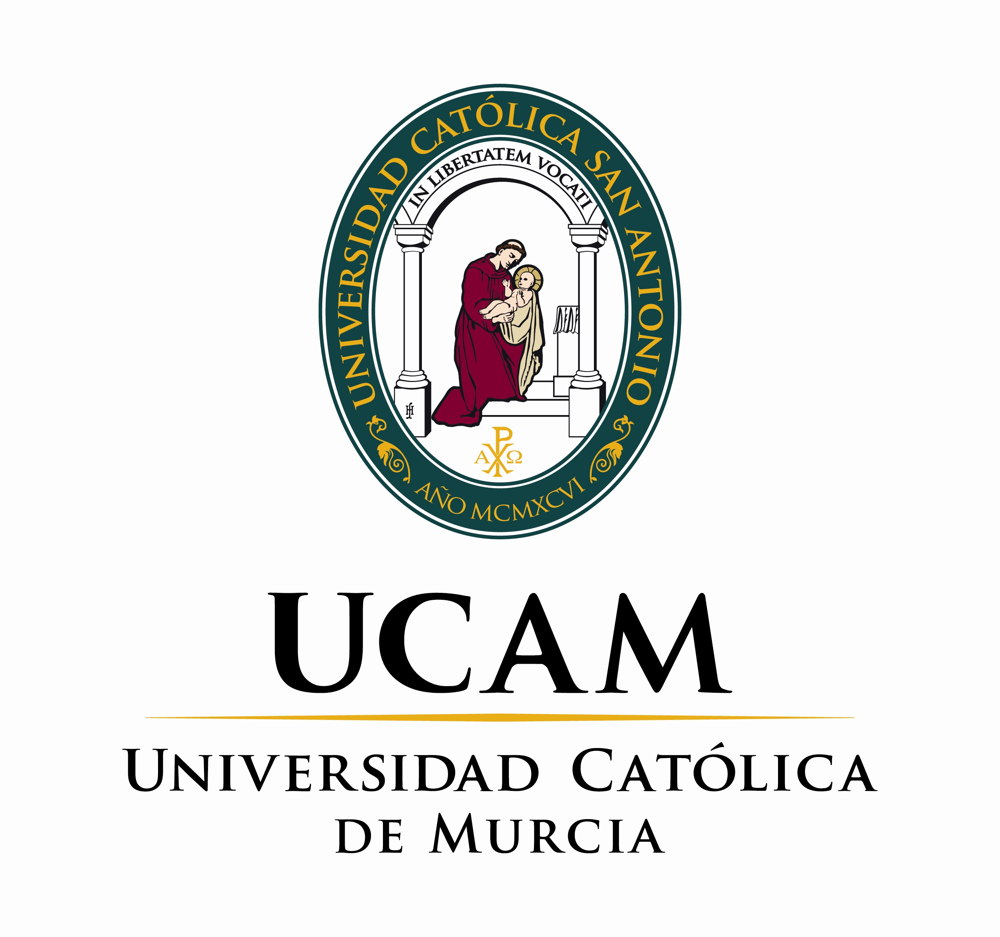 UNIVERSIDAD CATÓLICA SAN ANTONIO
IN LIBERTATEM VOCATI
IHS
Α Ω
AÑO MCMXCVI
UCAM
UNIVERSIDAD CATÓLICA
DE MURCIA